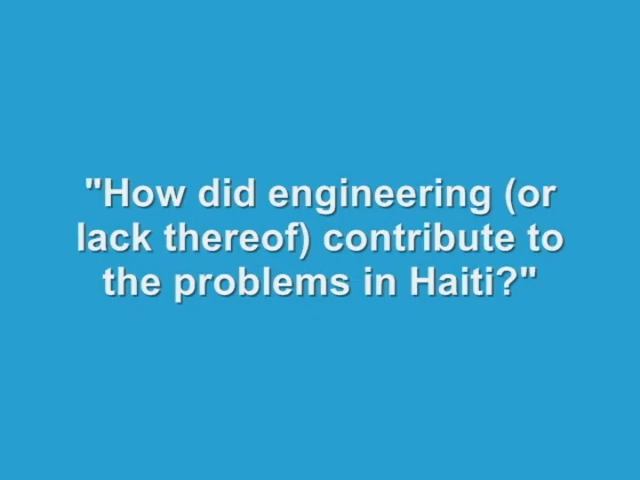 "How did engineering (or
lack thereof) contribute to
the problems in Haiti?"